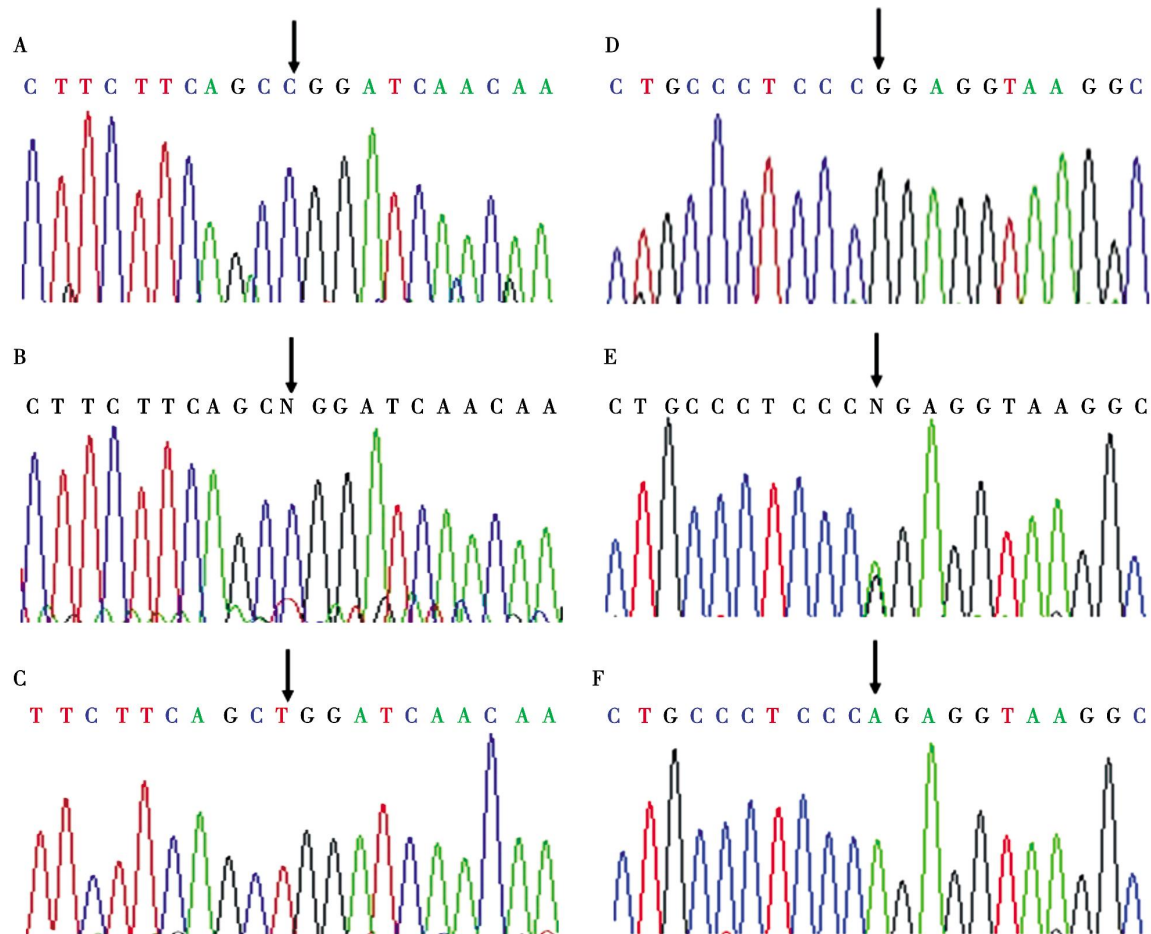 A
C T T C T T C A G C C G G A T C A A C A A
D
C T G C C C T C C C G G A G G T A A G G C
B
C T T C T T C A G C N G G A T C A A C A A
E
C T G C C C T C C C N G A G G T A A G G C
C
T T C T T C A G C T G G A T C A A C A A
F
C T G C C C T C C C A G A G G T A A G G C